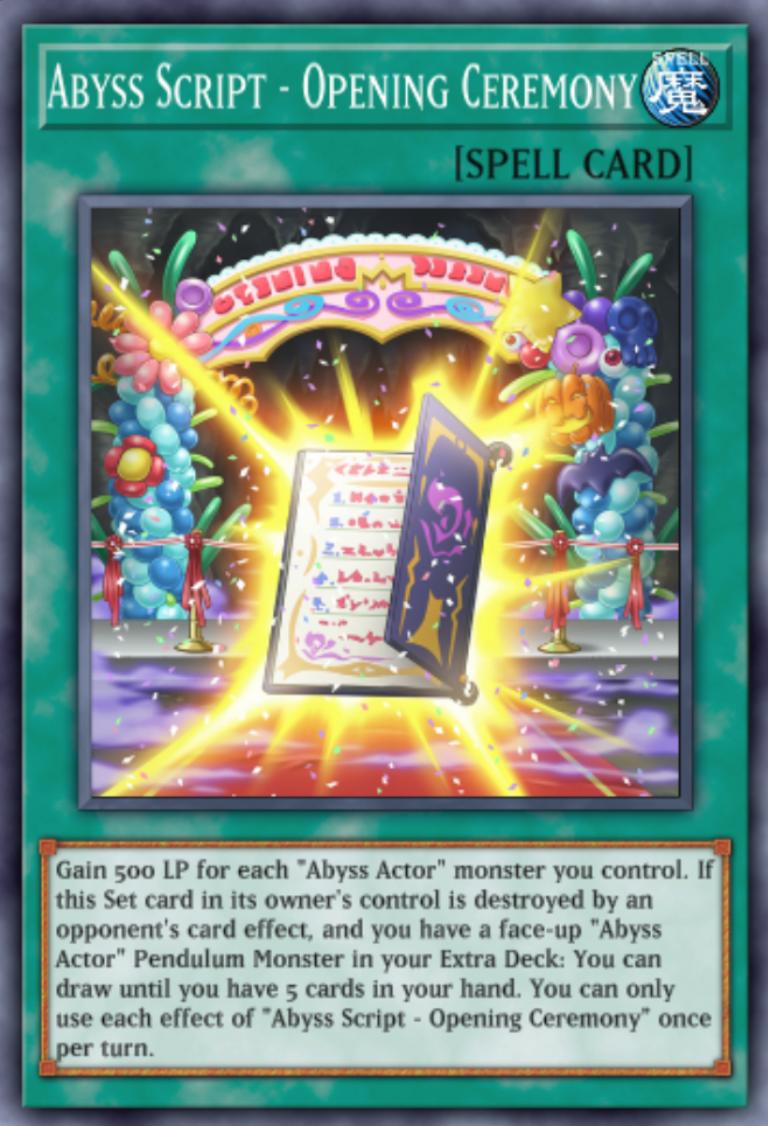 Abyss Script - Opening Ceremony
SPELL
魔
[SPELL CARD]
Gain 500 LP for each "Abyss Actor" monster you control. If
this Set card in its owner's control is destroyed by an
opponent's card effect, and you have a face-up "Abyss
Actor" Pendulum Monster in your Extra Deck: You can
draw until you have 5 cards in your hand. You can only
use each effect of "Abyss Script - Opening Ceremony" once
per turn.